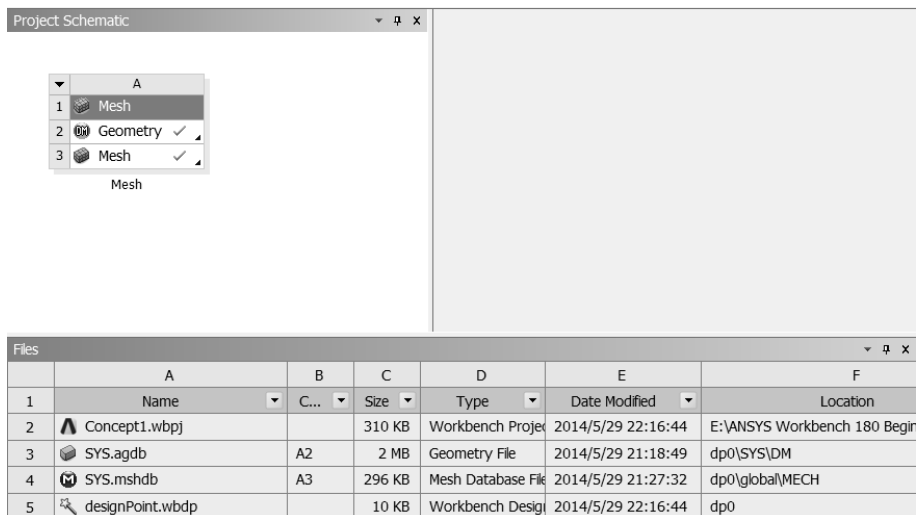 Project Schematic
A
1 Mesh
2 Geometry
3 Mesh
Mesh
Files
A B C D E F
1 Name C... Size Type Date Modified Location
2 Concept1.wbpj 310 KB Workbench Projec 2014/5/29 22:16:44 E:\ANSYS Workbench 180 Begin
3 SYS.agdb A2 2 MB Geometry File 2014/5/29 21:18:49 dp0\SYS\DM
4 SYS.mshdb A3 296 KB Mesh Database File 2014/5/29 21:27:32 dp0\global\MECH
5 designPoint.wbdp 10 KB Workbench Desig 2014/5/29 22:16:44 dp0